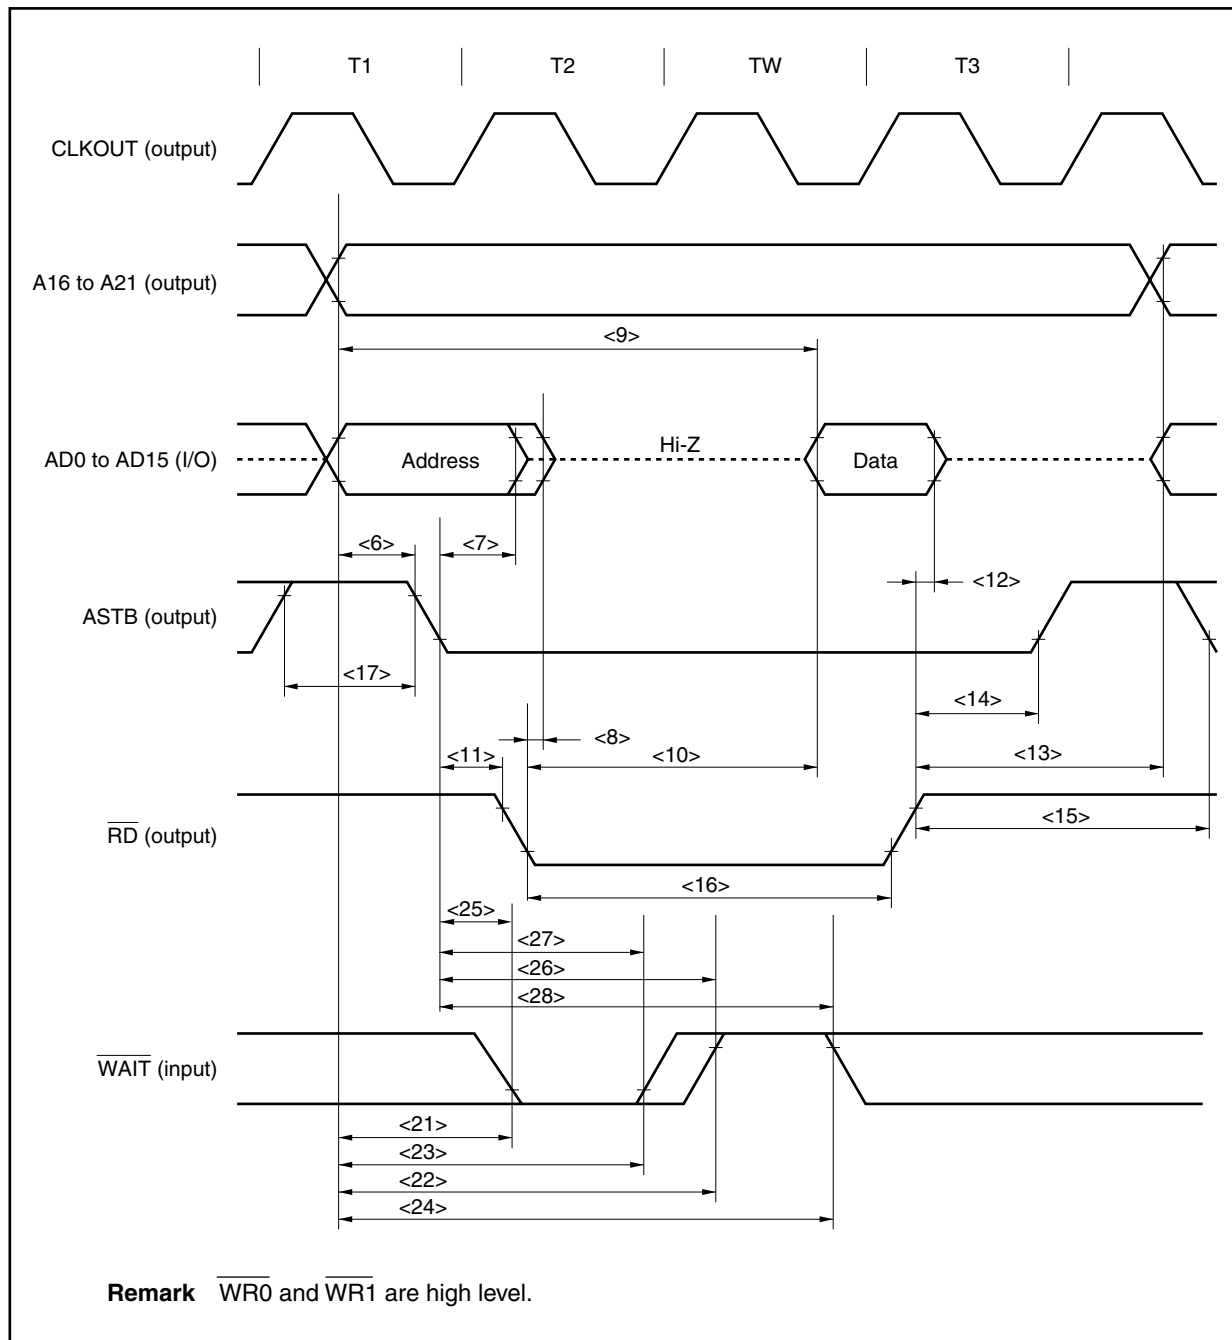 T1 T2 TW T3
CLKOUT (output)
A16 to A21 (output)
<9>
AD0 to AD15 (I/O) Address Hi-Z Data
<6> <7>
<12>
ASTB (output)
<17>
<14>
<8>
<11> <10> <13>
RD (output)
<15>
<16>
<25>
<27>
<26>
<28>
WAIT (input)
<21>
<23>
<22>
<24>
Remark WR0 and WR1 are high level.